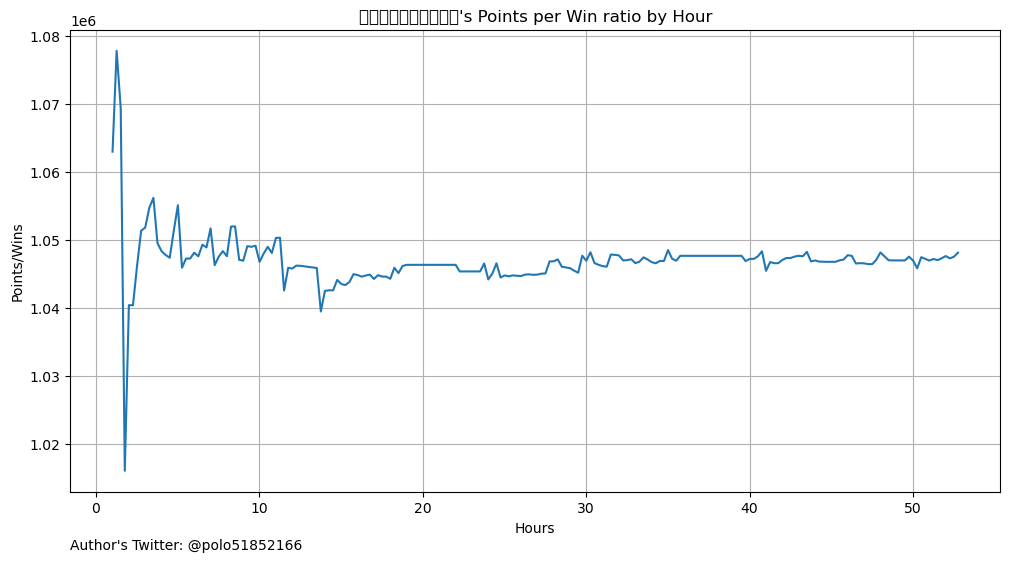 's Points per Win ratio by Hour
1e6
1.08
1.07
1.06
1.05
1.04
1.03
1.02
Points/Wins
0 10 20 30 40 50
Hours
Author's Twitter: @polo51852166